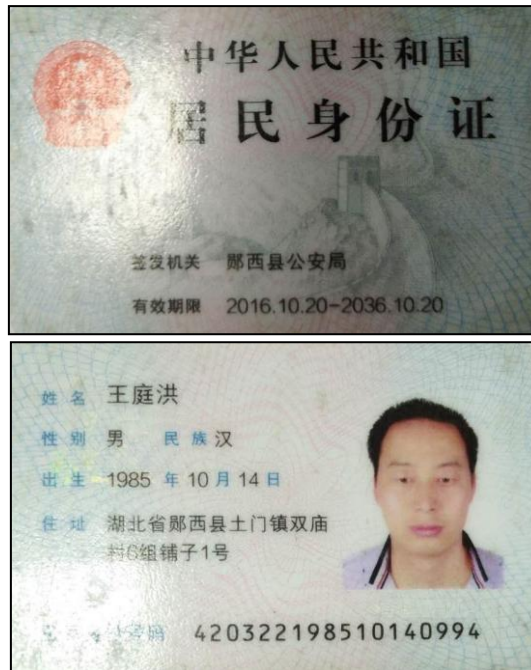 中华人民共和国
居民身份证
签发机关 郧西县公安局
有效期限 2016.10.20-2036.10.20
姓名 王庭洪
性别 男 民族 汉
出生 1985 年 10 月 14 日
住址 湖北省郧西县土门镇双庙
村6组铺子1号
号码 420322198510140994